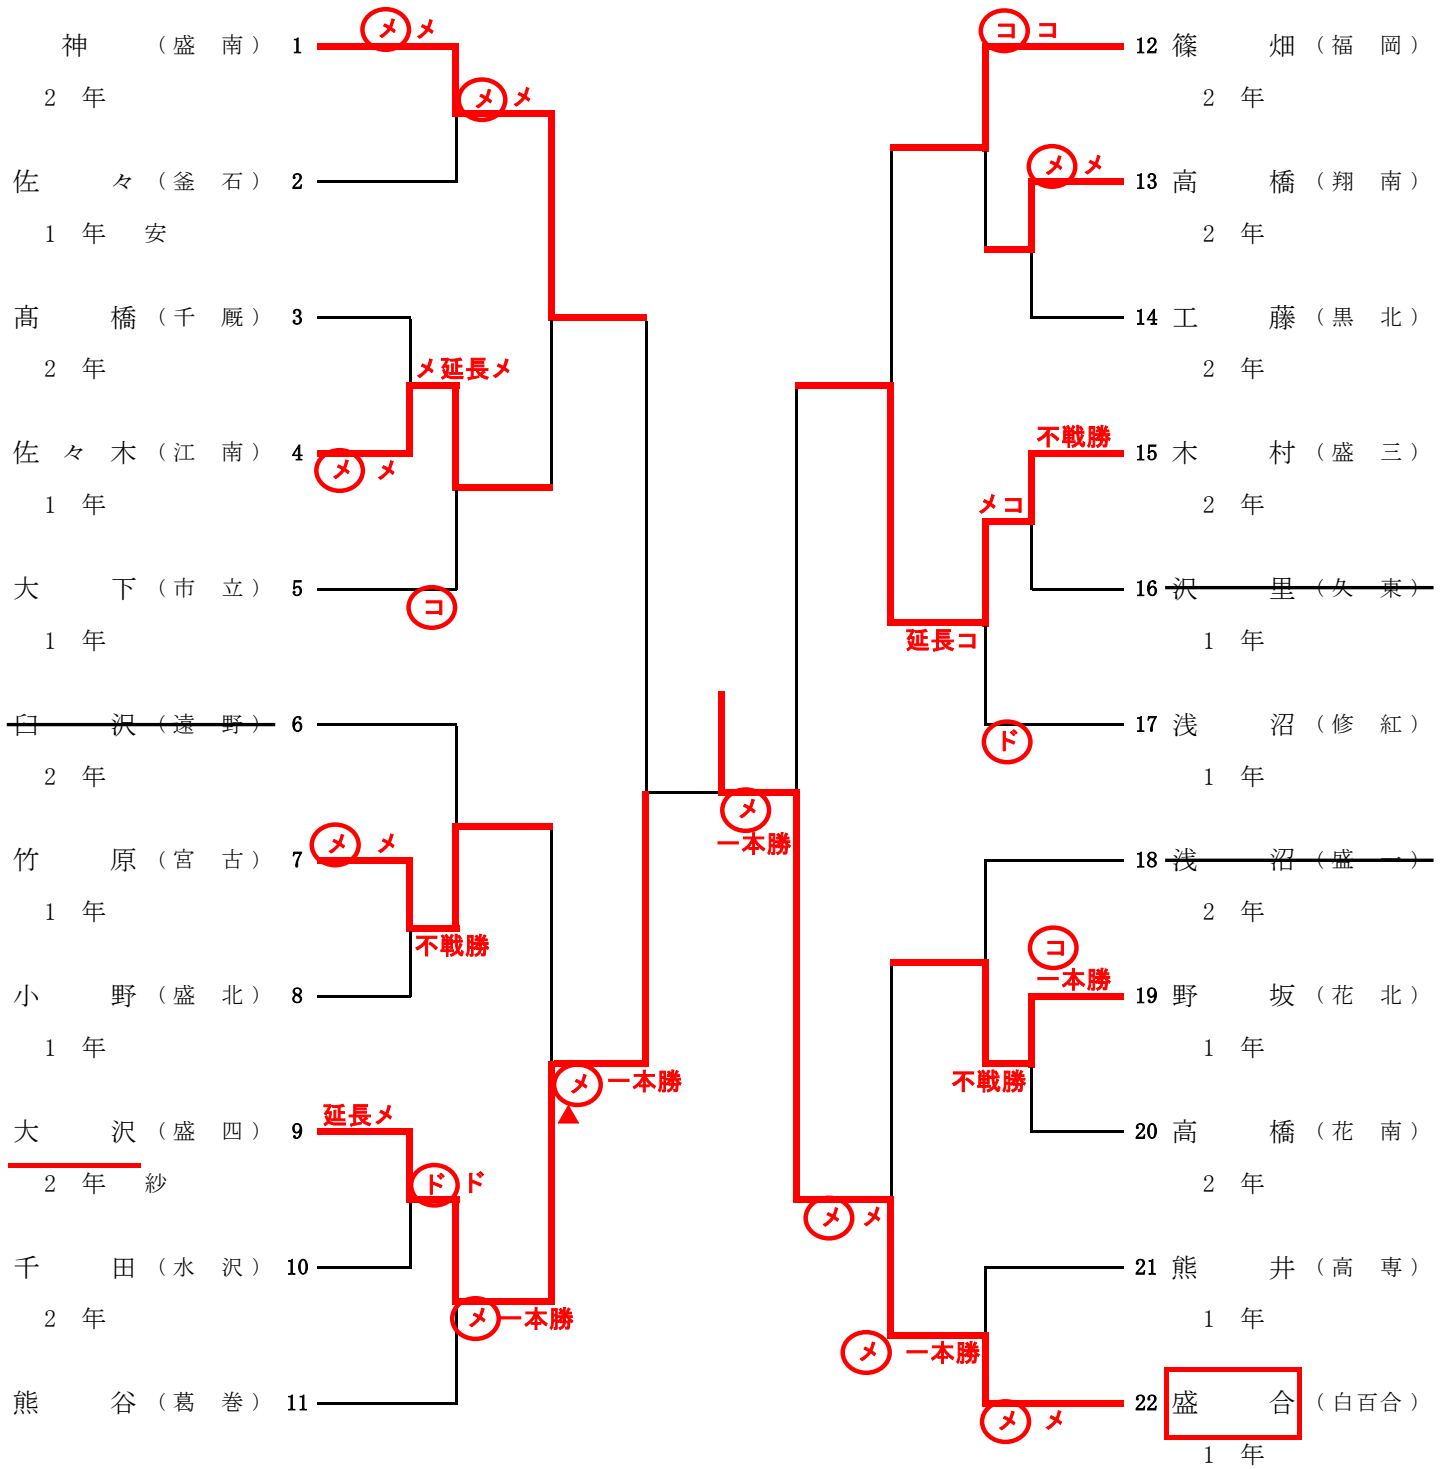 神（盛南） 1
2年
佐々（釜石） 2
1年 安
髙橋（千厩） 3
2年
佐々木（江南） 4
1年
大下（市立） 5
1年
臼沢（遠野） 6
2年
竹原（宮古） 7
1年
小野（盛北） 8
1年
大沢（盛四） 9
2年 紗
千田（水沢） 10
2年
熊谷（葛巻） 11
メメ
メメ
メ延長メ
メメ
コ
メメ
不戦勝
延長メ
ドド
メ一本勝
メ一本勝
▲
メ
一本勝
ココ
メメ
不戦勝
メコ
延長コ
ド
コ
一本勝
不戦勝
メメ
メ一本勝
メメ
12 篠畑（福岡）
2年
13 高橋（翔南）
2年
14 工藤（黒北）
2年
15 木村（盛三）
2年
16 沢里（久東）
1年
17 浅沼（修紅）
1年
18 浅沼（盛一）
2年
19 野坂（花北）
1年
20 高橋（花南）
2年
21 熊井（高専）
1年
22 盛合（白百合）
1年